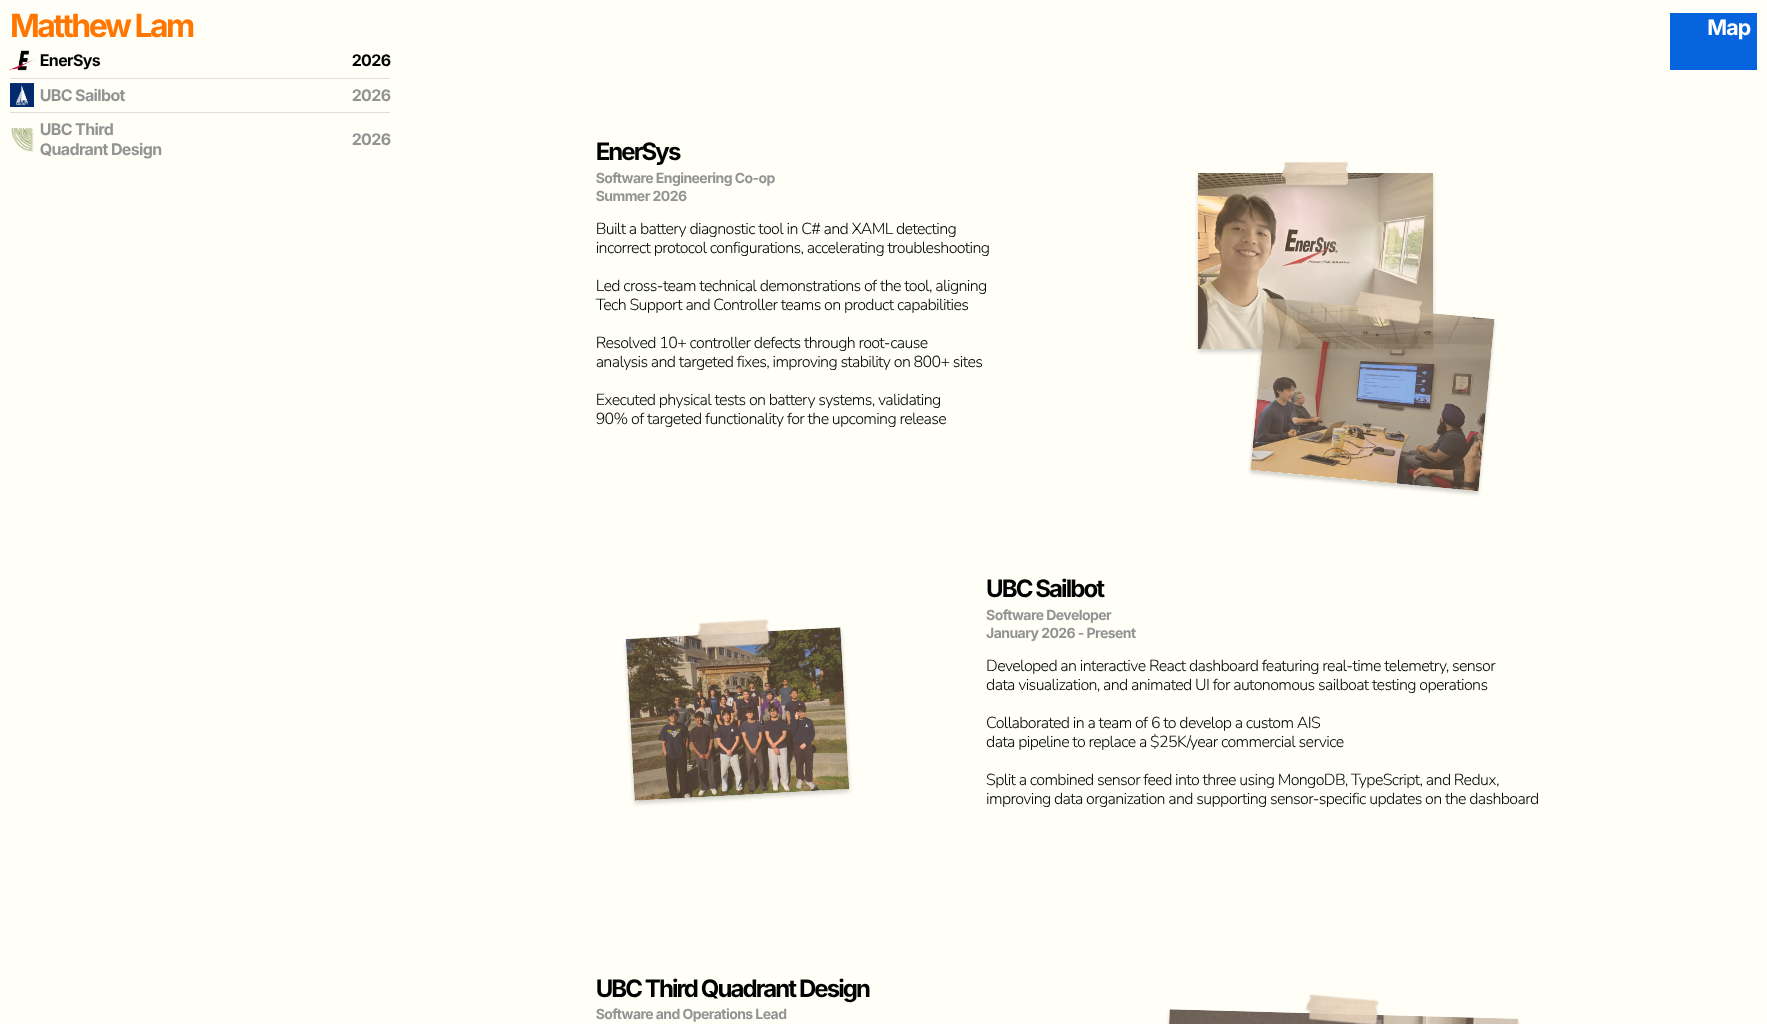 Matthew Lam
EnerSys
2026
UBC Sailbot
2026
UBC Third
Quadrant Design
2026
Map
EnerSys
Software Engineering Co-op
Summer 2026
Built a battery diagnostic tool in C# and XAML detecting
incorrect protocol configurations, accelerating troubleshooting
Led cross-team technical demonstrations of the tool, aligning
Tech Support and Controller teams on product capabilities
Resolved 10+ controller defects through root-cause
analysis and targeted fixes, improving stability on 800+ sites
Executed physical tests on battery systems, validating
90% of targeted functionality for the upcoming release
EnerSys
UBC Sailbot
Software Developer
January 2026 - Present
Developed an interactive React dashboard featuring real-time telemetry, sensor
data visualization, and animated UI for autonomous sailboat testing operations
Collaborated in a team of 6 to develop a custom AIS
data pipeline to replace a $25K/year commercial service
Split a combined sensor feed into three using MongoDB, TypeScript, and Redux,
improving data organization and supporting sensor-specific updates on the dashboard
UBC Third Quadrant Design
Software and Operations Lead